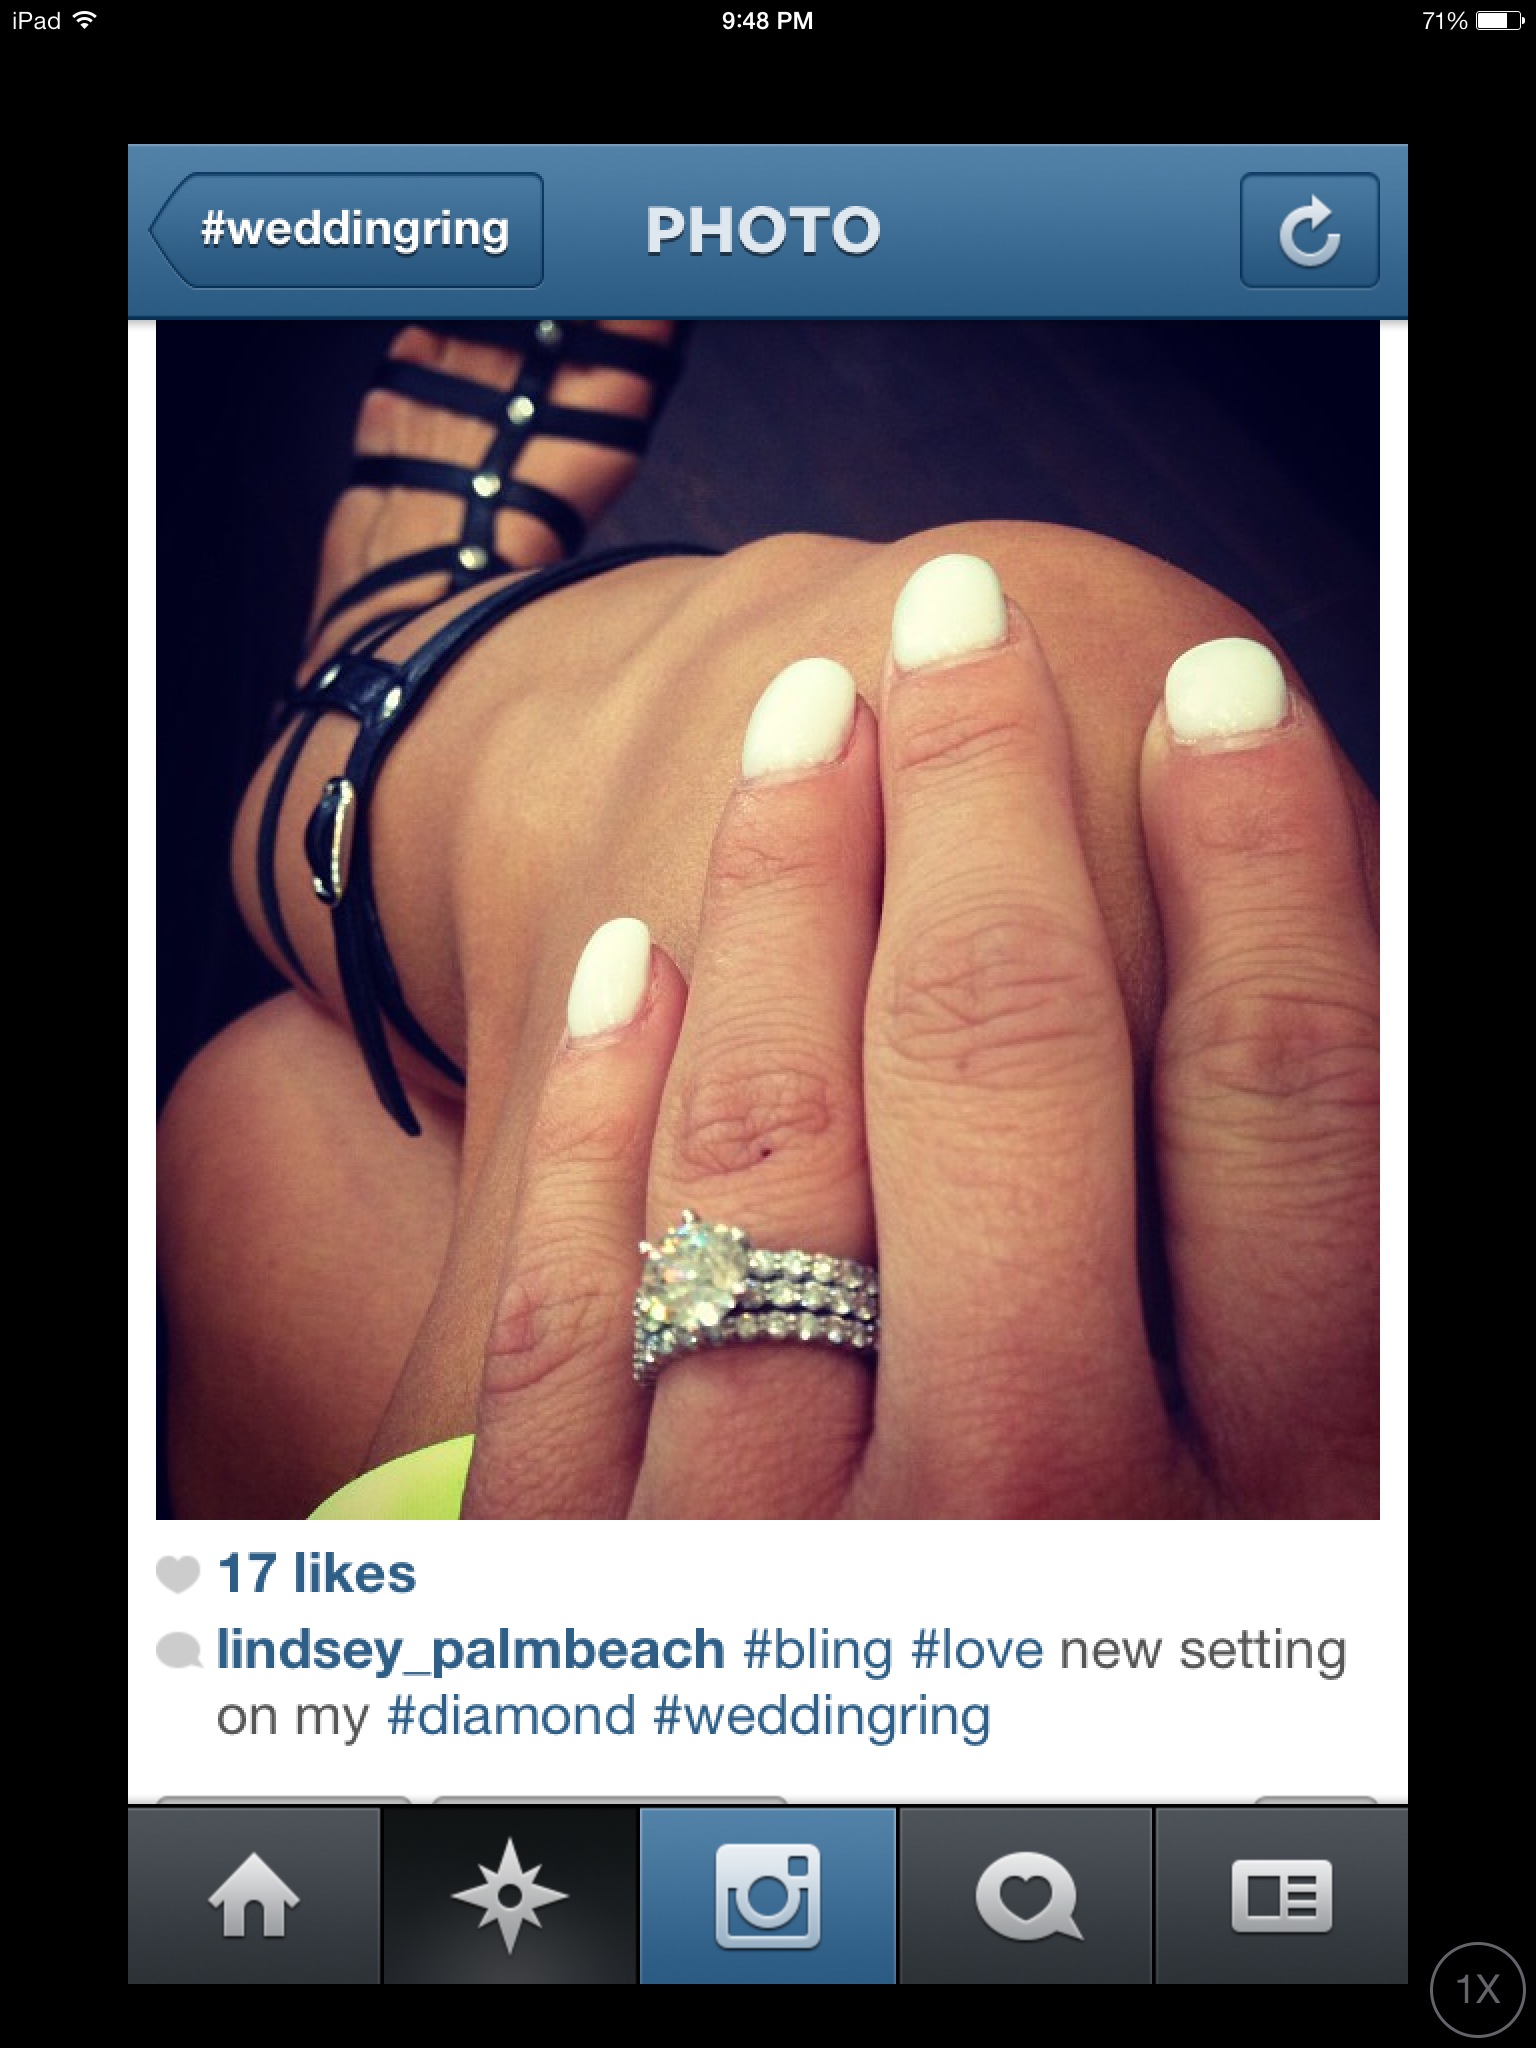 iPad 9:48 PM 71%
#weddingring PHOTO
17 likes
lindsey_palmbeach #bling #love new setting
on my #diamond #weddingring
1X